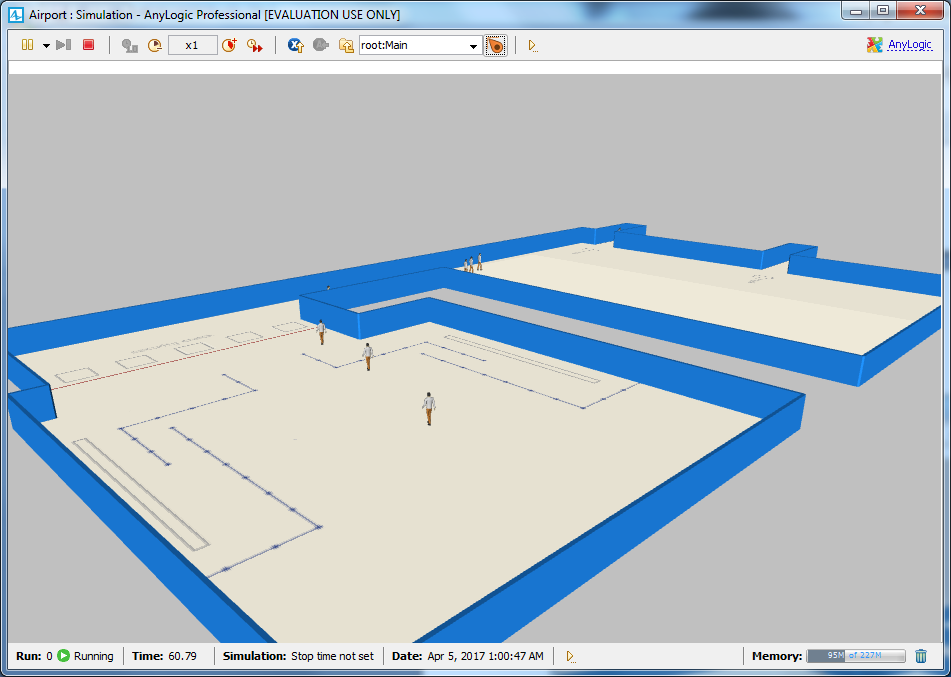 Airport : Simulation - AnyLogic Professional [EVALUATION USE ONLY]
x1
root:Main
AnyLogic
Run: 0 Running Time: 60.79 Simulation: Stop time not set Date: Apr 5, 2017 1:00:47 AM Memory: 95M of 227M